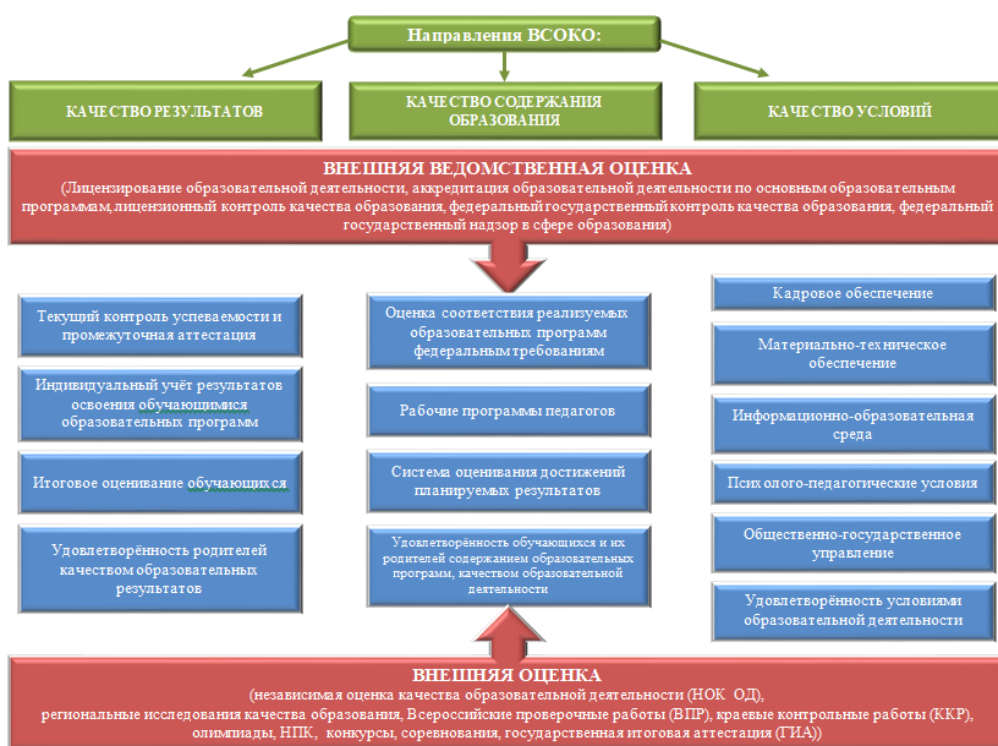 Направления ВСОКО:
КАЧЕСТВО РЕЗУЛЬТАТОВ
КАЧЕСТВО СОДЕРЖАНИЯ
ОБРАЗОВАНИЯ
КАЧЕСТВО УСЛОВИЙ
ВНЕШНЯЯ ВЕДОМСТВЕННАЯ ОЦЕНКА
(Лицензирование образовательной деятельности, аккредитация образовательной деятельности по основным образовательным
программам, лицензионный контроль качества образования, федеральный государственный контроль качества образования, федеральный
государственный надзор в сфере образования)
Текущий контроль успеваемости и
промежуточная аттестация
Индивидуальный учёт результатов
освоения обучающимися
образовательных программ
Итоговое оценивание обучающихся
Удовлетворённость родителей
качеством образовательных
результатов
Оценка соответствия реализуемых
образовательных программ
федеральным требованиям
Рабочие программы педагогов
Система оценивания достижений
планируемых результатов
Удовлетворённость обучающихся и их
родителей содержанием образовательных
программ, качеством образовательной
деятельности
Кадровое обеспечение
Материально-техническое
обеспечение
Информационно-образовательная
среда
Психолого-педагогические условия
Общественно-государственное
управление
Удовлетворённость условиями
образовательной деятельности
ВНЕШНЯЯ ОЦЕНКА
(независимая оценка качества образовательной деятельности (НОК ОД),
региональные исследования качества образования, Всероссийские проверочные работы (ВПР), краевые контрольные работы (ККР),
олимпиады, НПК, конкурсы, соревнования, государственная итоговая аттестация (ГИА))